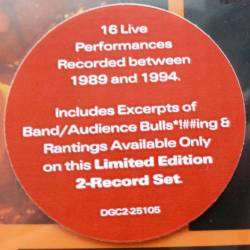 16 Live
Performances
Recorded between
1989 and 1994.
Includes Excerpts of
Band/Audience Bulls*!##ing &
Rantings Available Only
on this Limited Edition
2-Record Set.
DGC2-25105